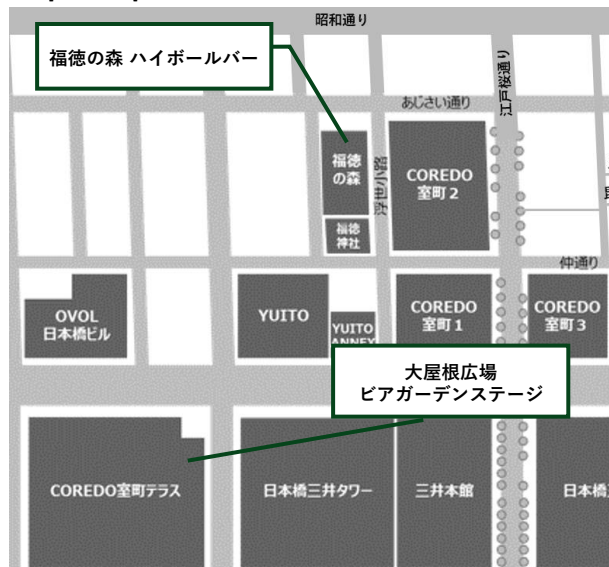 昭和通り
福徳の森 ハイボールバー
江戸桜通り
あじさい通り
福徳
の森
浮世小路
COREDO
室町2
福徳
神社
仲通り
OVOL
日本橋ビル
YUITO
YUITO
ANNEX
COREDO
室町1
COREDO
室町3
大屋根広場
ビアガーデンステージ
COREDO室町テラス
日本橋三井タワー
三井本館
日本橋